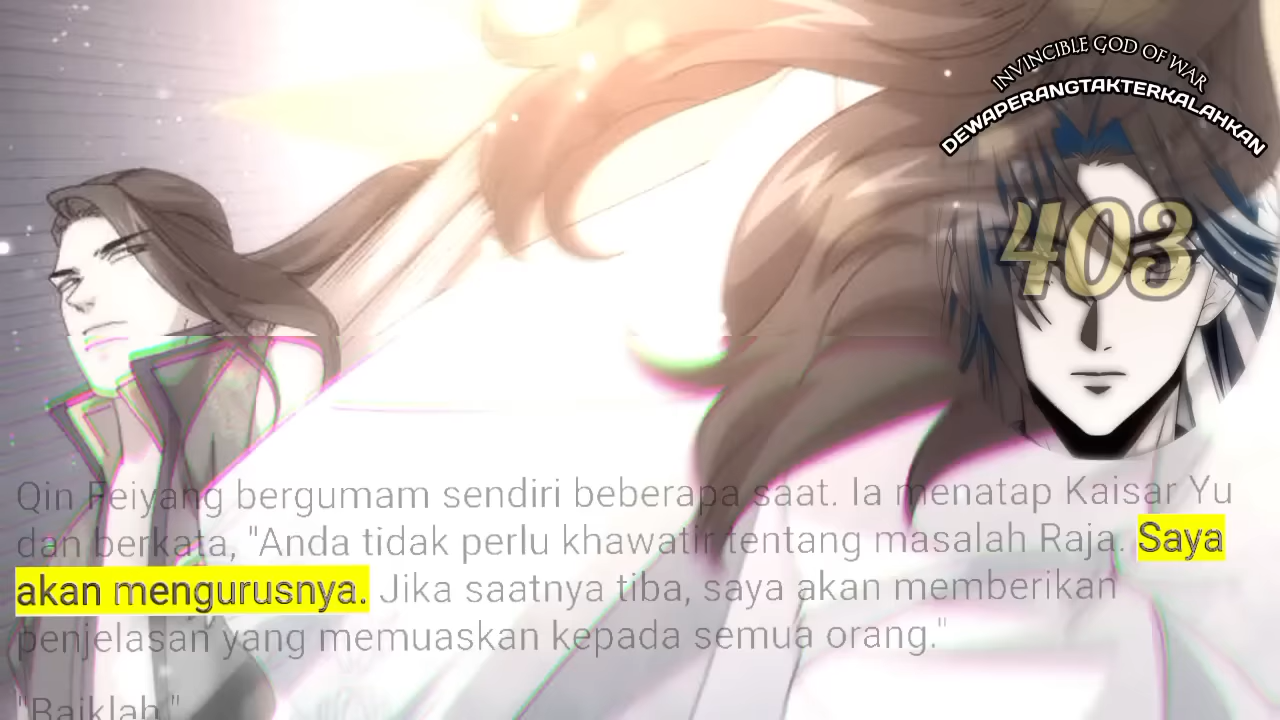 INVINCIBLE GOD OF WAR
DEWAPERANGTAKTERKALAHKAN
403
Qin Feiyang bergumam sendiri beberapa saat. Ia menatap Kaisar Yu
dan berkata, "Anda tidak perlu khawatir tentang masalah Raja. Saya
akan mengurusnya. Jika saatnya tiba, saya akan memberikan
penjelasan yang memuaskan kepada semua orang."
"Baiklah."